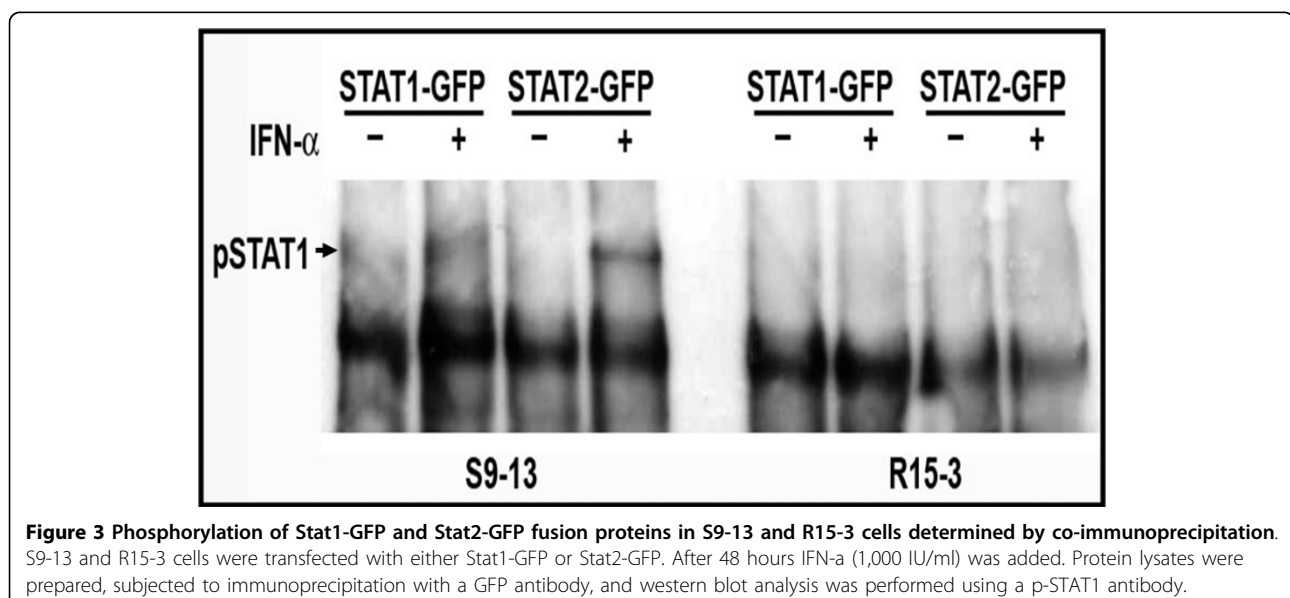 STAT1-GFP STAT2-GFP STAT1-GFP STAT2-GFP
IFN-α − + − + − + − +
pSTAT1
S9-13 R15-3
Figure 3 Phosphorylation of Stat1-GFP and Stat2-GFP fusion proteins in S9-13 and R15-3 cells determined by co-immunoprecipitation.
S9-13 and R15-3 cells were transfected with either Stat1-GFP or Stat2-GFP. After 48 hours IFN-a (1,000 IU/ml) was added. Protein lysates were
prepared, subjected to immunoprecipitation with a GFP antibody, and western blot analysis was performed using a p-STAT1 antibody.